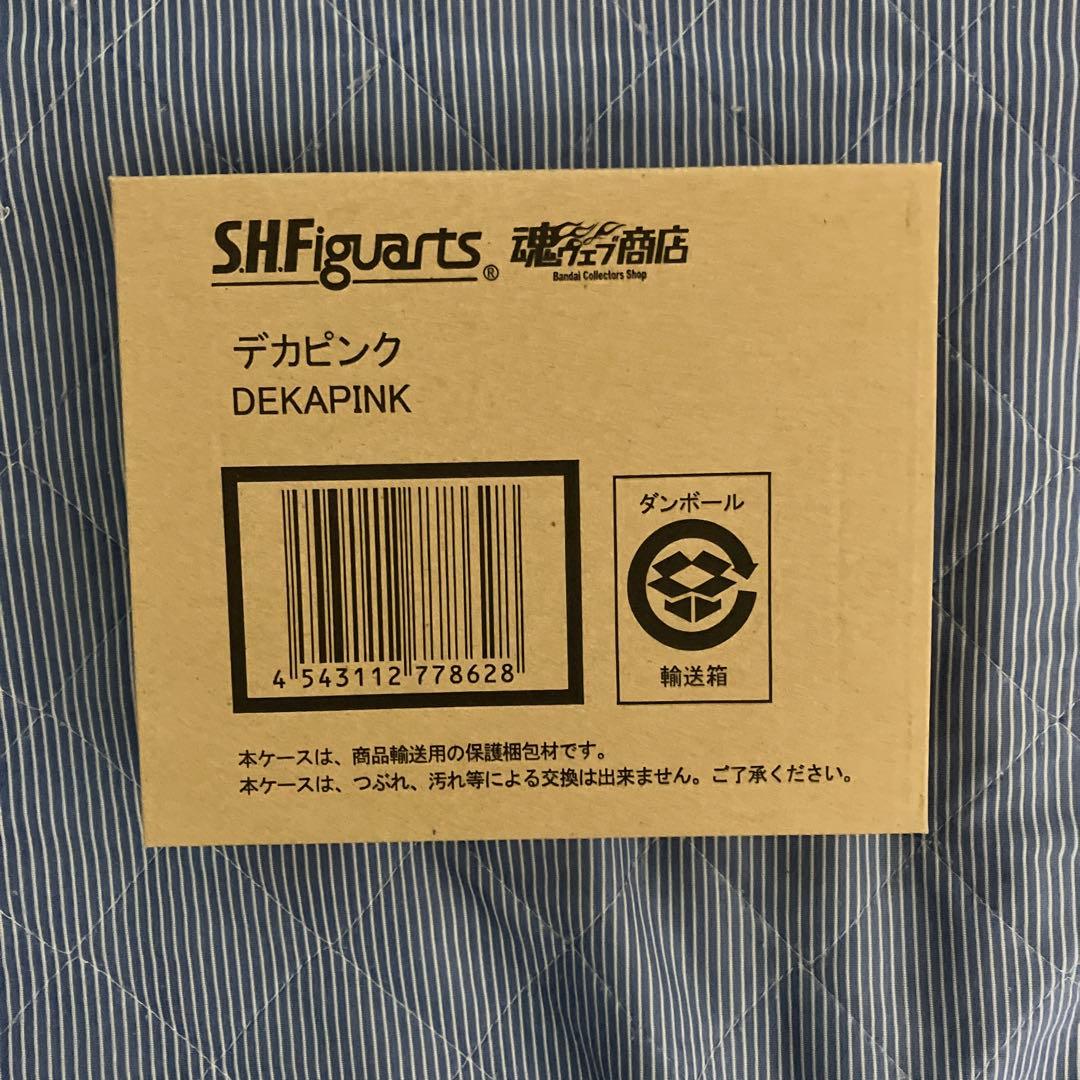 S.H.Figuarts® 魂ウェブ商店
Bandai Collectors Shop
デカピンク
DEKAPINK
ダンボール
4 543112 778628
輸送箱
本ケースは、商品輸送用の保護梱包材です。
本ケースは、つぶれ、汚れ等による交換は出来ません。ご了承ください。